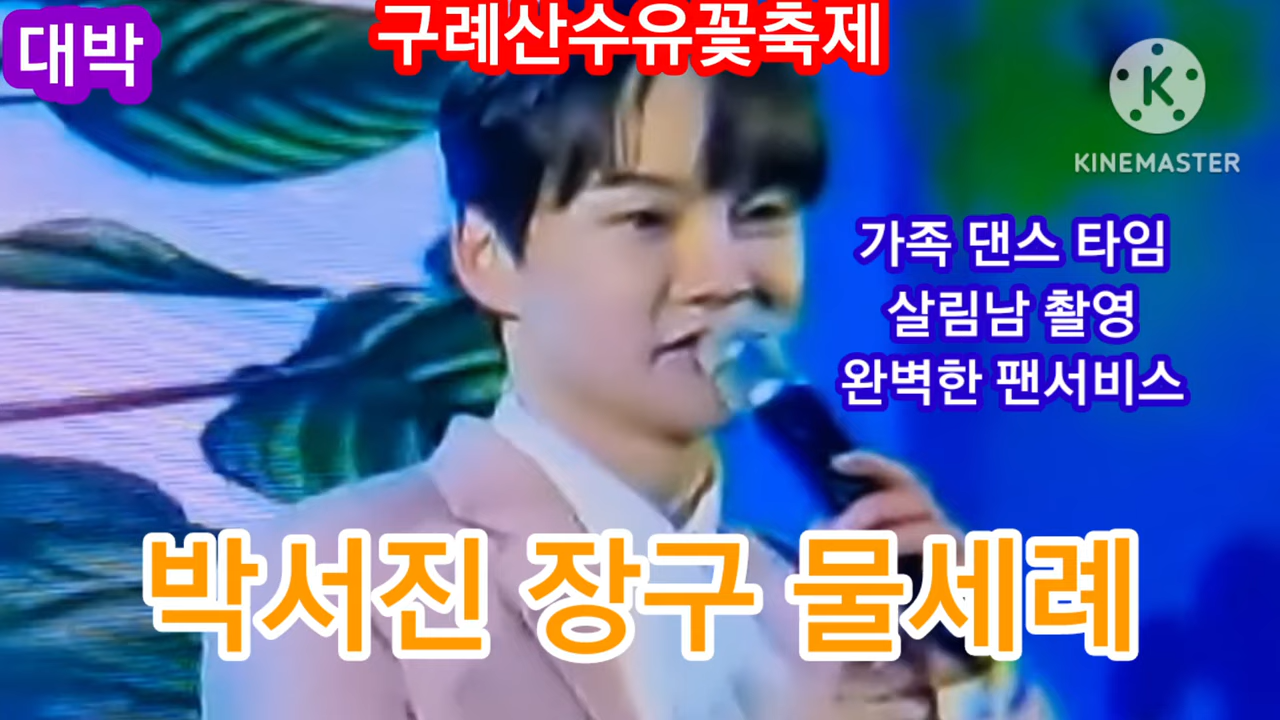 구례산수유꽃축제
대박
K
KINEMASTER
가족 댄스 타임
살림남 촬영
완벽한 팬서비스
박서진 장구 물세례